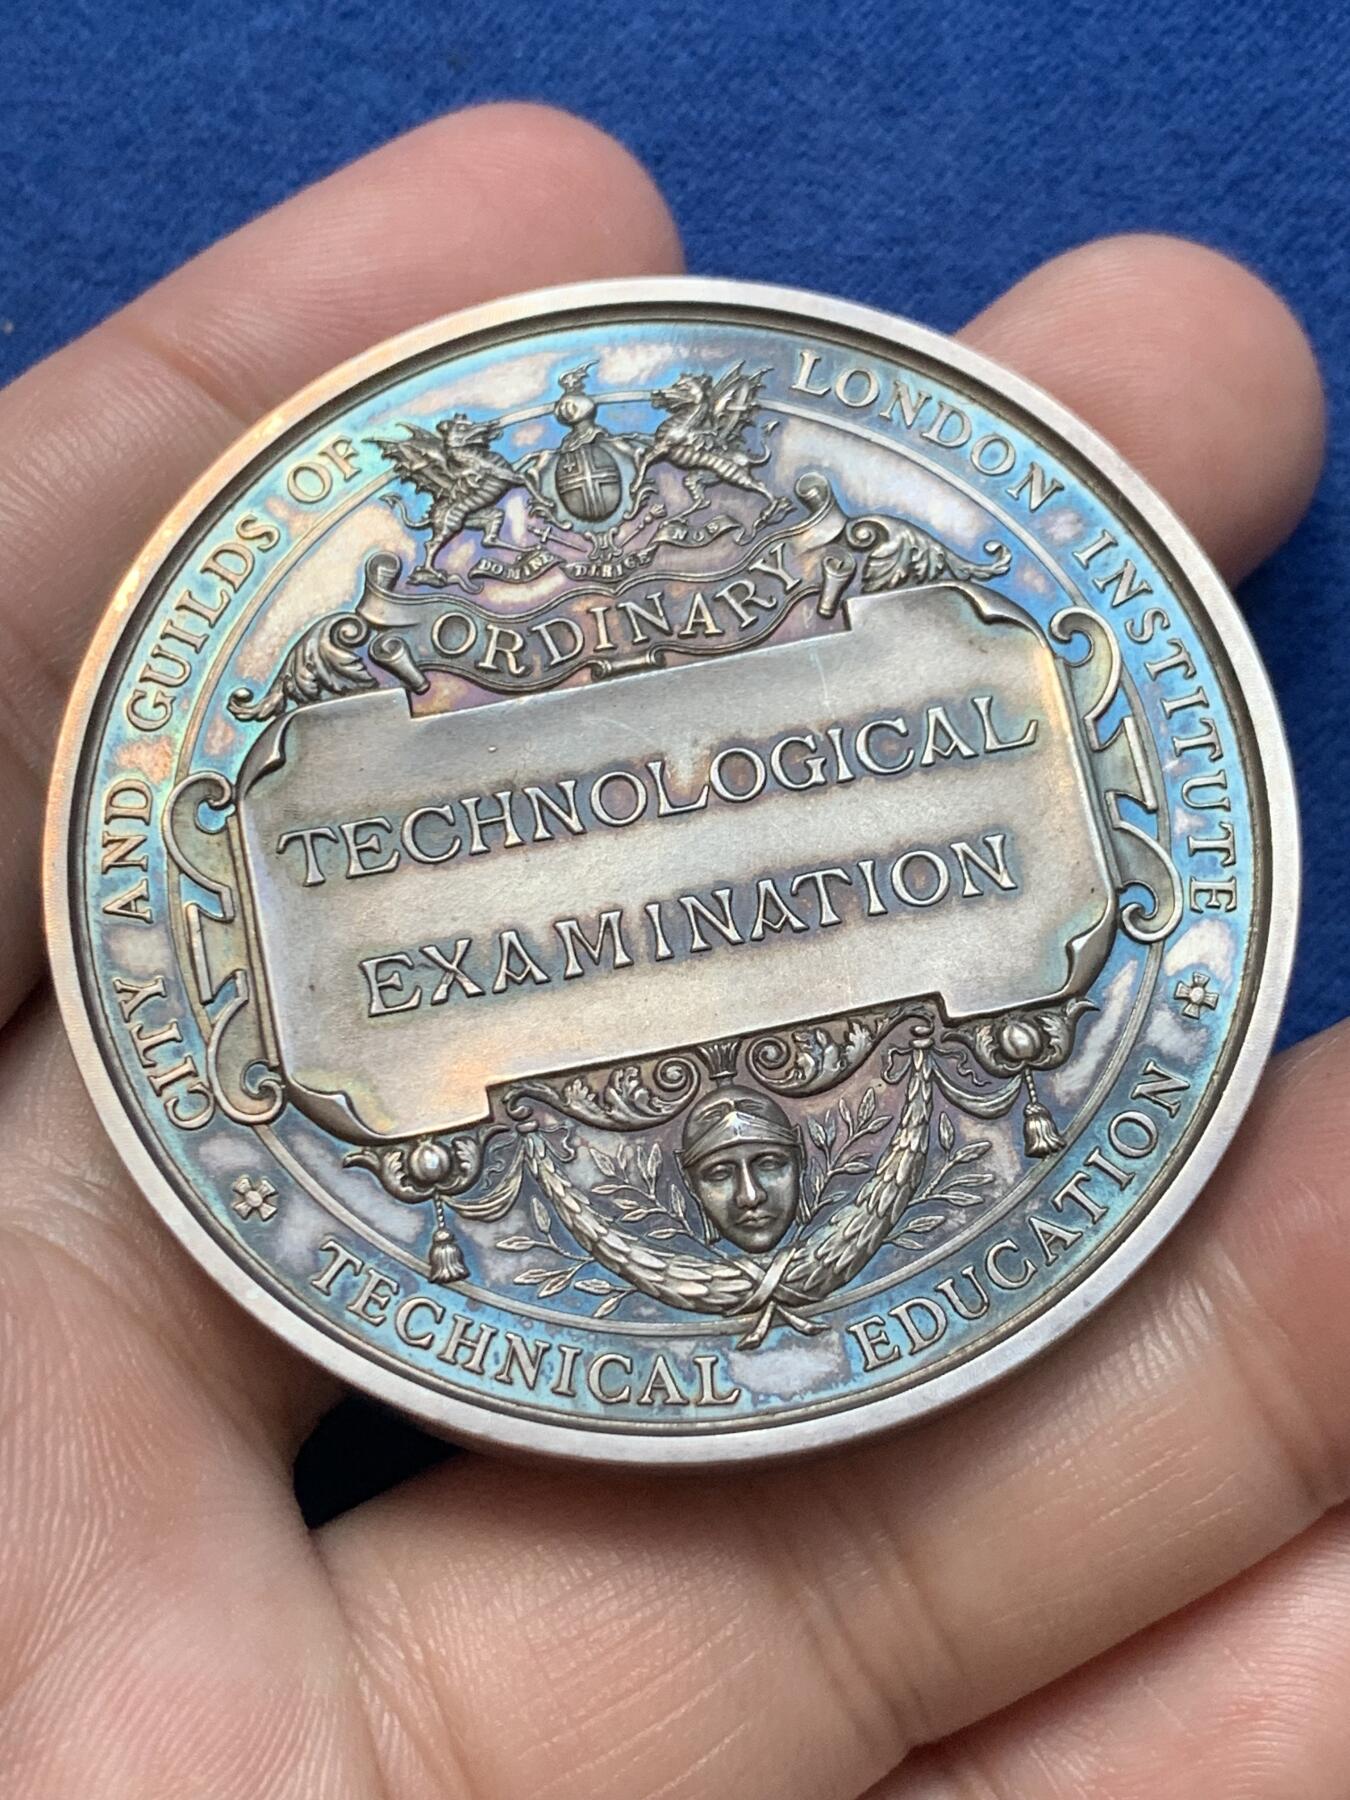 CITY AND GUILDS OF LONDON INSTITUTE
DOMINE DIRIGE NOS
ORDINARY
TECHNOLOGICAL
EXAMINATION
TECHNICAL EDUCATION